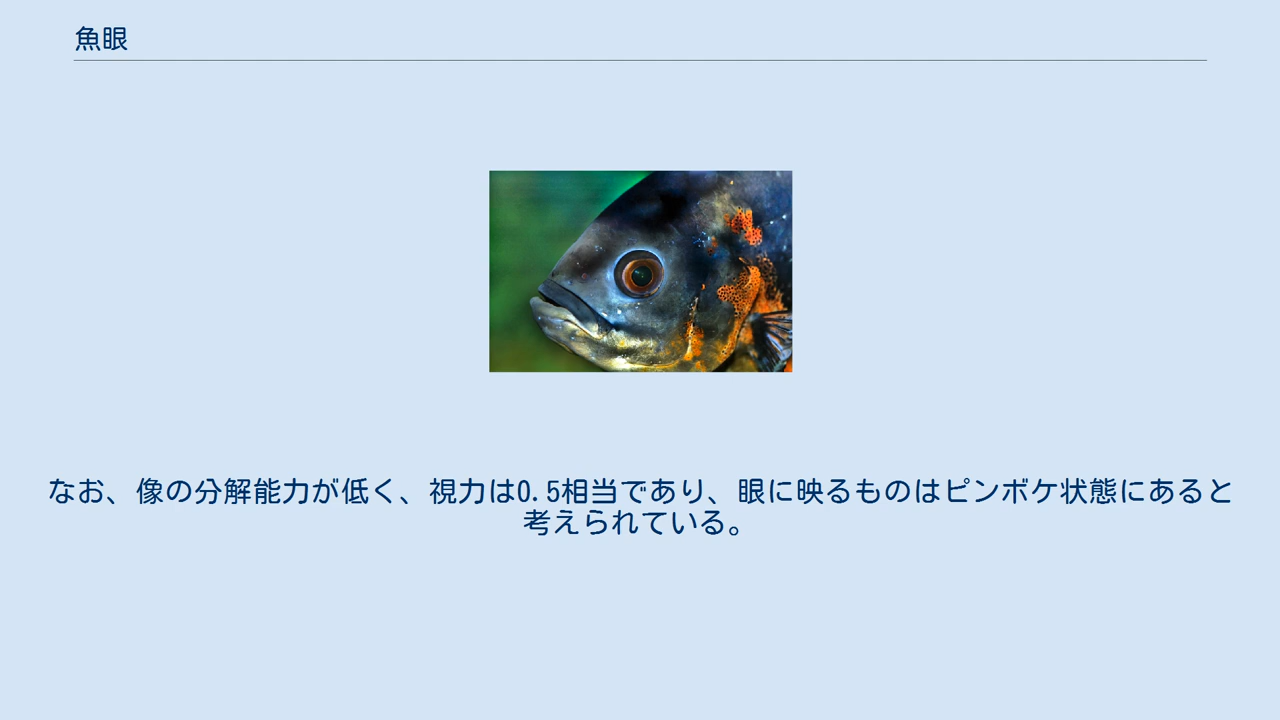 魚眼
なお、像の分解能力が低く、視力は0.5相当であり、眼に映るものはピンボケ状態にあると
考えられている。